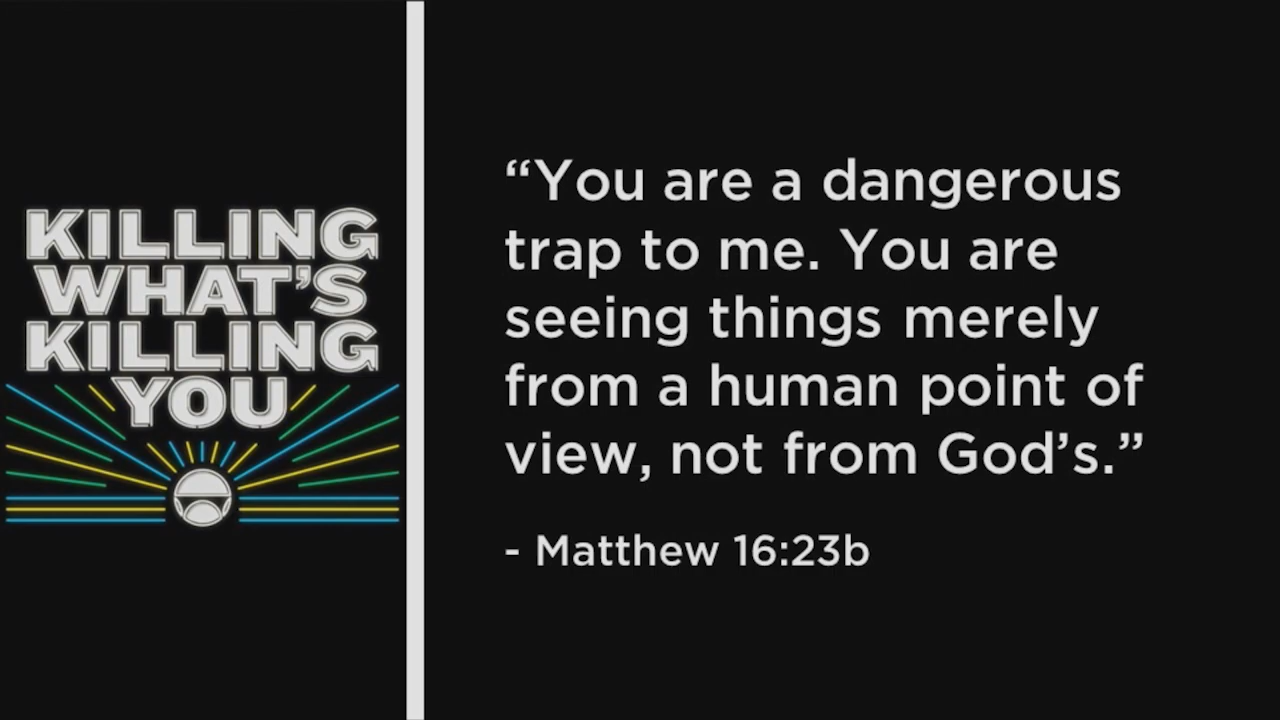 KILLING
WHAT'S
KILLING
YOU
“You are a dangerous
trap to me. You are
seeing things merely
from a human point of
view, not from God’s.”
- Matthew 16:23b